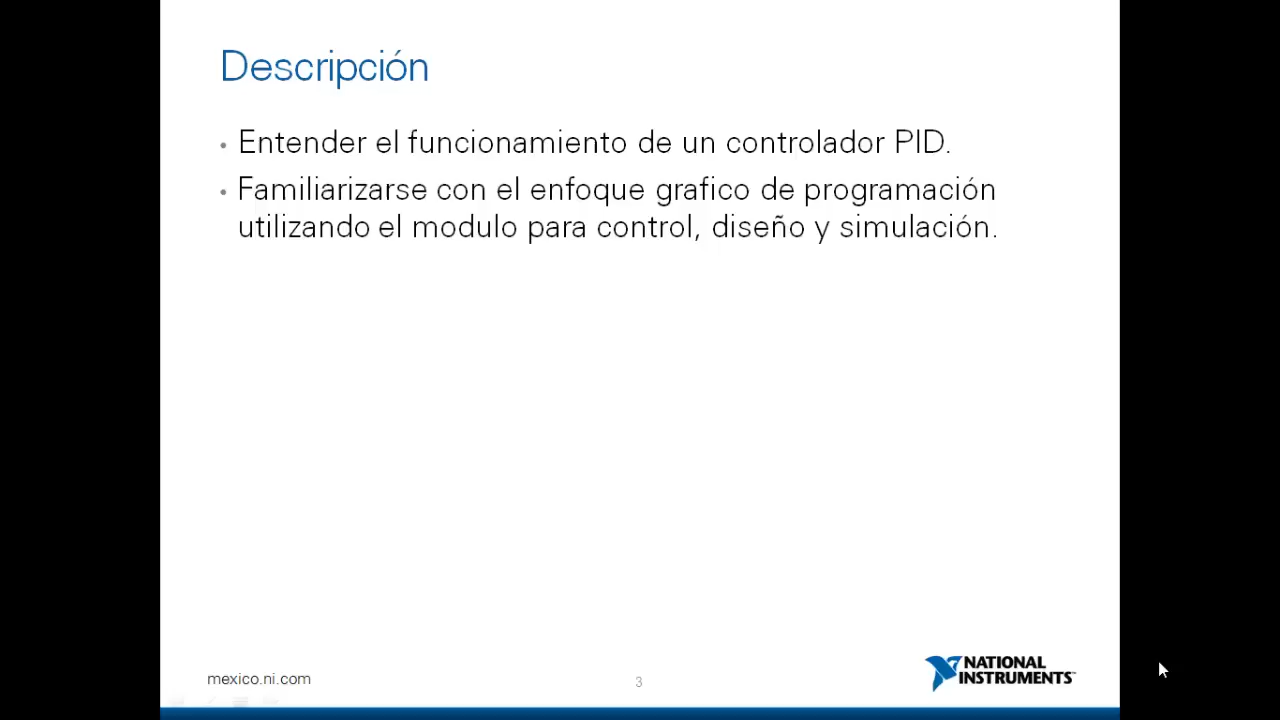 Descripción
• Entender el funcionamiento de un controlador PID.
• Familiarizarse con el enfoque grafico de programación
utilizando el modulo para control, diseño y simulación.
mexico.ni.com
3
NATIONAL
INSTRUMENTS™